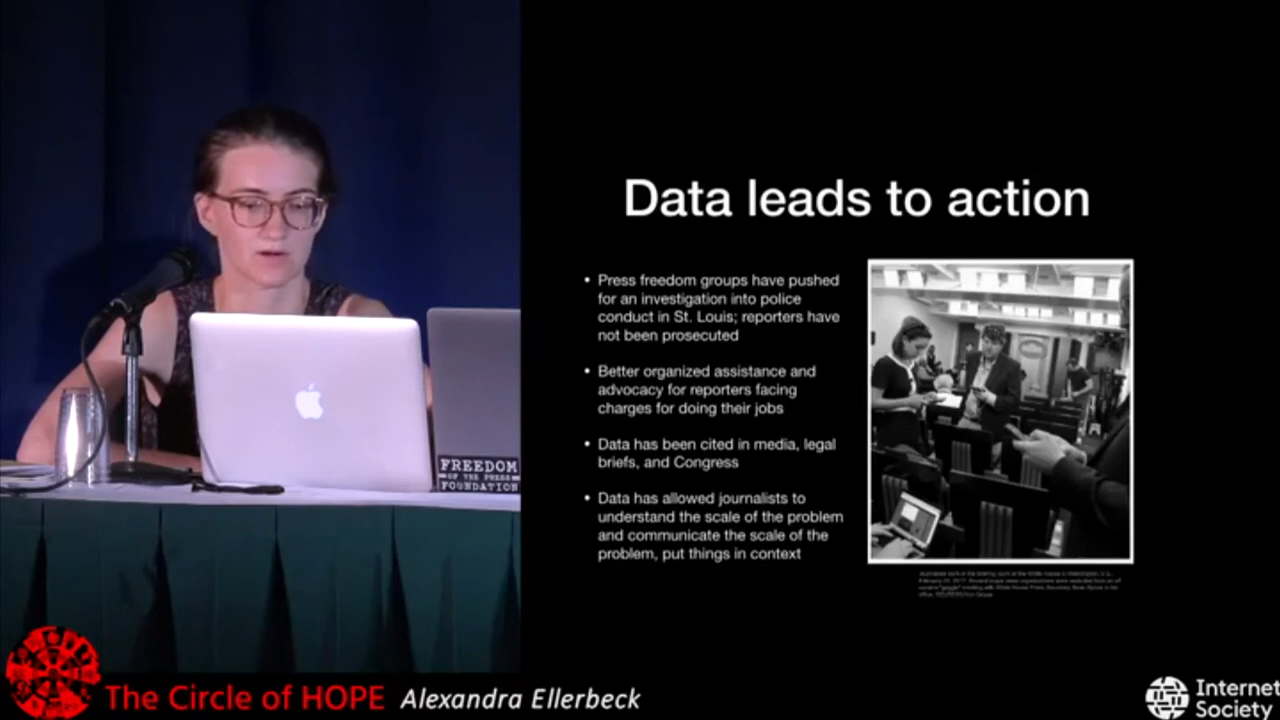 Data leads to action
• Press freedom groups have pushed
for an investigation into police
conduct in St. Louis; reporters have
not been prosecuted
• Better organized assistance and
advocacy for reporters facing
charges for doing their jobs
• Data has been cited in media, legal
briefs, and Congress
• Data has allowed journalists to
understand the scale of the problem
and communicate the scale of the
problem, put things in context
FREEDOM
OF THE PRESS
FOUNDATION
The Circle of HOPE Alexandra Ellerbeck
Internet
Society